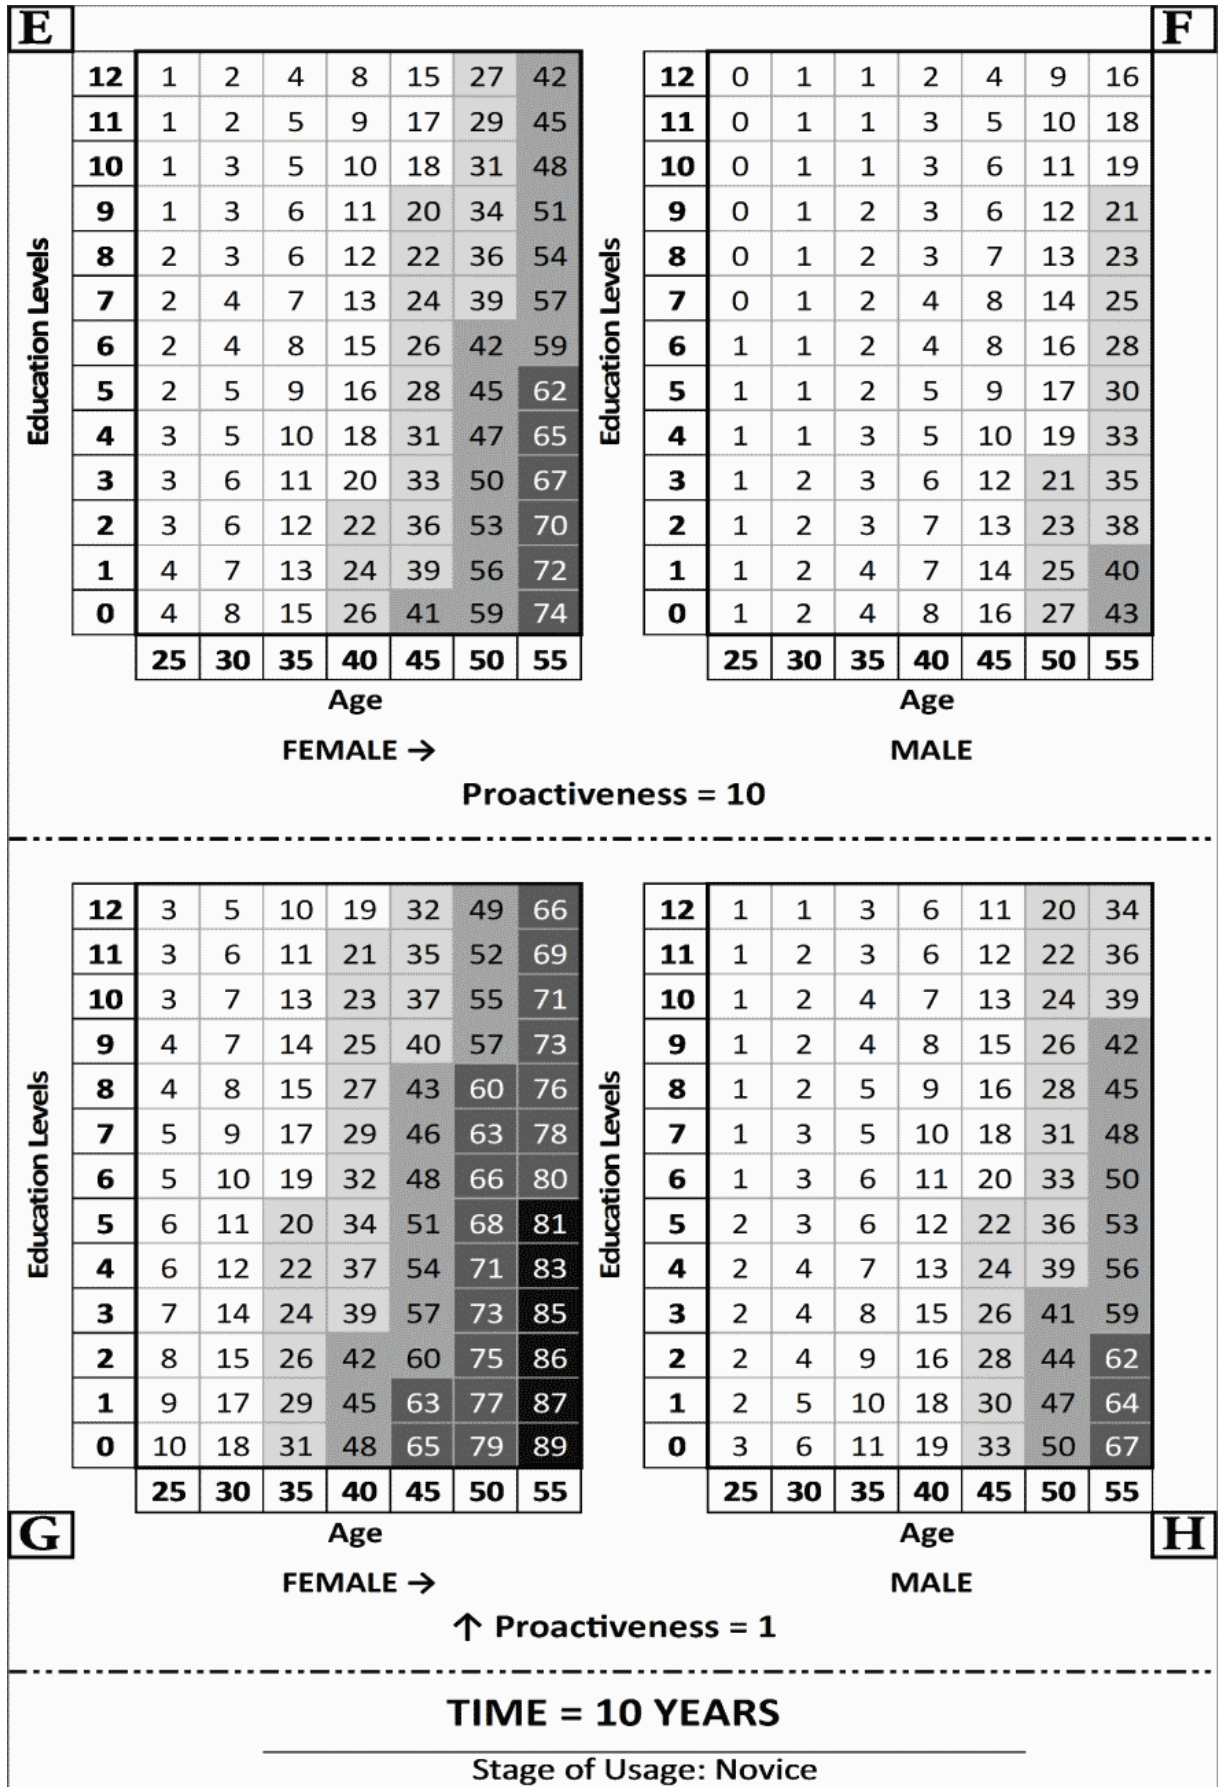 E F
12 1 2 4 8 15 27 42 12 0 1 1 2 4 9 16
11 1 2 5 9 17 29 45 11 0 1 1 3 5 10 18
10 1 3 5 10 18 31 48 10 0 1 1 3 6 11 19
9 1 3 6 11 20 34 51 9 0 1 2 3 6 12 21
8 2 3 6 12 22 36 54 8 0 1 2 3 7 13 23
7 2 4 7 13 24 39 57 7 0 1 2 4 8 14 25
6 2 4 8 15 26 42 59 6 1 1 2 4 8 16 28
5 2 5 9 16 28 45 62 5 1 1 2 5 9 17 30
4 3 5 10 18 31 47 65 4 1 1 3 5 10 19 33
3 3 6 11 20 33 50 67 3 1 2 3 6 12 21 35
2 3 6 12 22 36 53 70 2 1 2 3 7 13 23 38
1 4 7 13 24 39 56 72 1 1 2 4 7 14 25 40
0 4 8 15 26 41 59 74 0 1 2 4 8 16 27 43
25 30 35 40 45 50 55 25 30 35 40 45 50 55
Education Levels Education Levels
Age Age
FEMALE → MALE
Proactiveness = 10
12 3 5 10 19 32 49 66 12 1 1 3 6 11 20 34
11 3 6 11 21 35 52 69 11 1 2 3 6 12 22 36
10 3 7 13 23 37 55 71 10 1 2 4 7 13 24 39
9 4 7 14 25 40 57 73 9 1 2 4 8 15 26 42
8 4 8 15 27 43 60 76 8 1 2 5 9 16 28 45
7 5 9 17 29 46 63 78 7 1 3 5 10 18 31 48
6 5 10 19 32 48 66 80 6 1 3 6 11 20 33 50
5 6 11 20 34 51 68 81 5 2 3 6 12 22 36 53
4 6 12 22 37 54 71 83 4 2 4 7 13 24 39 56
3 7 14 24 39 57 73 85 3 2 4 8 15 26 41 59
2 8 15 26 42 60 75 86 2 2 4 9 16 28 44 62
1 9 17 29 45 63 77 87 1 2 5 10 18 30 47 64
0 10 18 31 48 65 79 89 0 3 6 11 19 33 50 67
25 30 35 40 45 50 55 25 30 35 40 45 50 55
Education Levels Education Levels
G Age Age H
FEMALE → MALE
↑ Proactiveness = 1
TIME = 10 YEARS
Stage of Usage: Novice